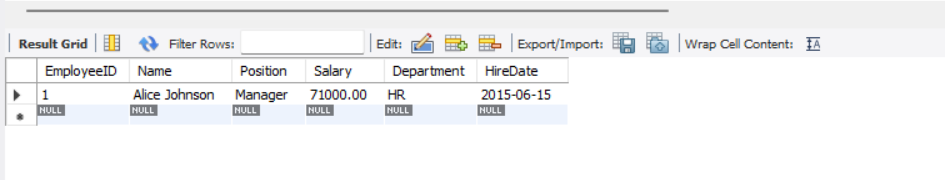 Result Grid Filter Rows: Edit: Export/Import: Wrap Cell Content: IA
EmployeeID Name Position Salary Department HireDate
1 Alice Johnson Manager 71000.00 HR 2015-06-15
NULL NULL NULL NULL NULL NULL